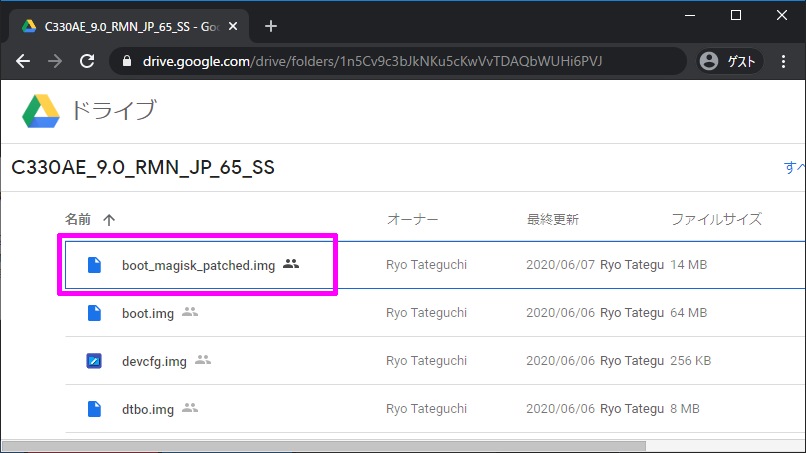 C330AE_9.0_RMN_JP_65_SS - Goo
drive.google.com/drive/folders/1n5Cv9c3bJkNKu5cKwVvTDAQbWUHi6PVJ
ゲスト
ドライブ
C330AE_9.0_RMN_JP_65_SS
すべ
名前 オーナー 最終更新 ファイルサイズ
boot_magisk_patched.img Ryo Tateguchi 2020/06/07 Ryo Tategu 14 MB
boot.img Ryo Tateguchi 2020/06/06 Ryo Tategu 64 MB
devcfg.img Ryo Tateguchi 2020/06/06 Ryo Tategu 256 KB
dtbo.img Ryo Tateguchi 2020/06/06 Ryo Tategu 8 MB